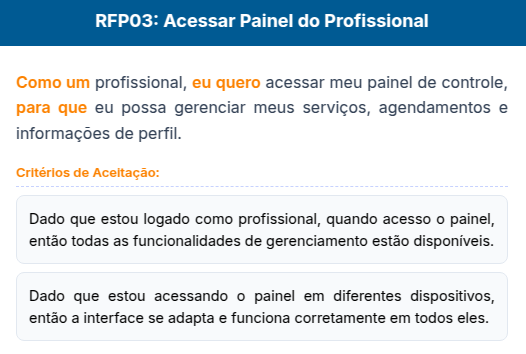 RFP03: Acessar Painel do Profissional
Como um profissional, eu quero acessar meu painel de controle,
para que eu possa gerenciar meus serviços, agendamentos e
informações de perfil.
Critérios de Aceitação:
Dado que estou logado como profissional, quando acesso o painel,
então todas as funcionalidades de gerenciamento estão disponíveis.
Dado que estou acessando o painel em diferentes dispositivos,
então a interface se adapta e funciona corretamente em todos eles.